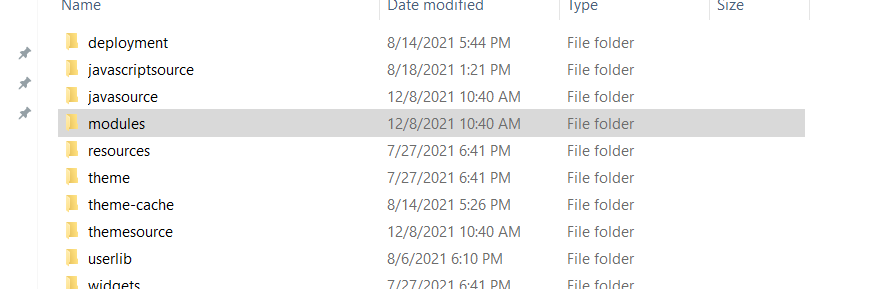 Name Date modified Type Size
deployment 8/14/2021 5:44 PM File folder
javascriptsource 8/18/2021 1:21 PM File folder
javasource 12/8/2021 10:40 AM File folder
modules 12/8/2021 10:40 AM File folder
resources 7/27/2021 6:41 PM File folder
theme 7/27/2021 6:41 PM File folder
theme-cache 8/14/2021 5:26 PM File folder
themesource 12/8/2021 10:40 AM File folder
userlib 8/6/2021 6:10 PM File folder
widgets 7/27/2021 6:41 PM File folder